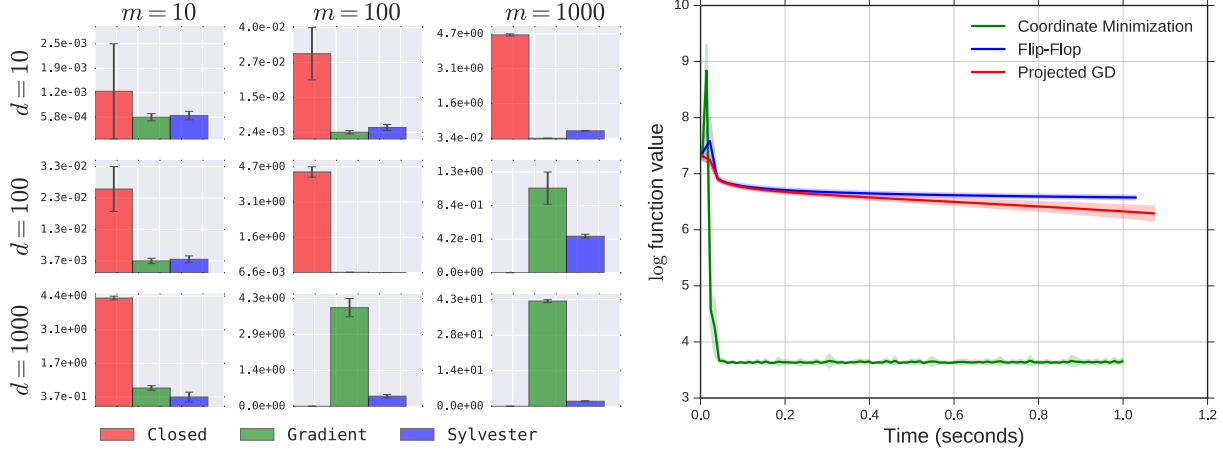 m = 10
m = 100
m = 1000
d = 10
2.5e-03
1.9e-03
1.2e-03
5.8e-04
4.0e-02
2.7e-02
1.5e-02
2.4e-03
4.7e+00
3.1e+00
1.6e+00
3.4e-02
d = 100
3.3e-02
2.3e-02
1.3e-02
3.7e-03
4.7e+00
3.1e+00
1.6e+00
6.6e-03
1.3e+00
8.4e-01
4.2e-01
0.0e+00
d = 1000
4.4e+00
3.1e+00
1.7e+00
3.7e-01
4.3e+00
2.9e+00
1.4e+00
0.0e+00
4.3e+01
2.9e+01
1.4e+01
0.0e+00
Closed
Gradient
Sylvester
10
9
8
7
6
5
4
3
log function value
Coordinate Minimization
Flip-Flop
Projected GD
0.0
0.2
0.4
0.6
0.8
1.0
1.2
Time (seconds)